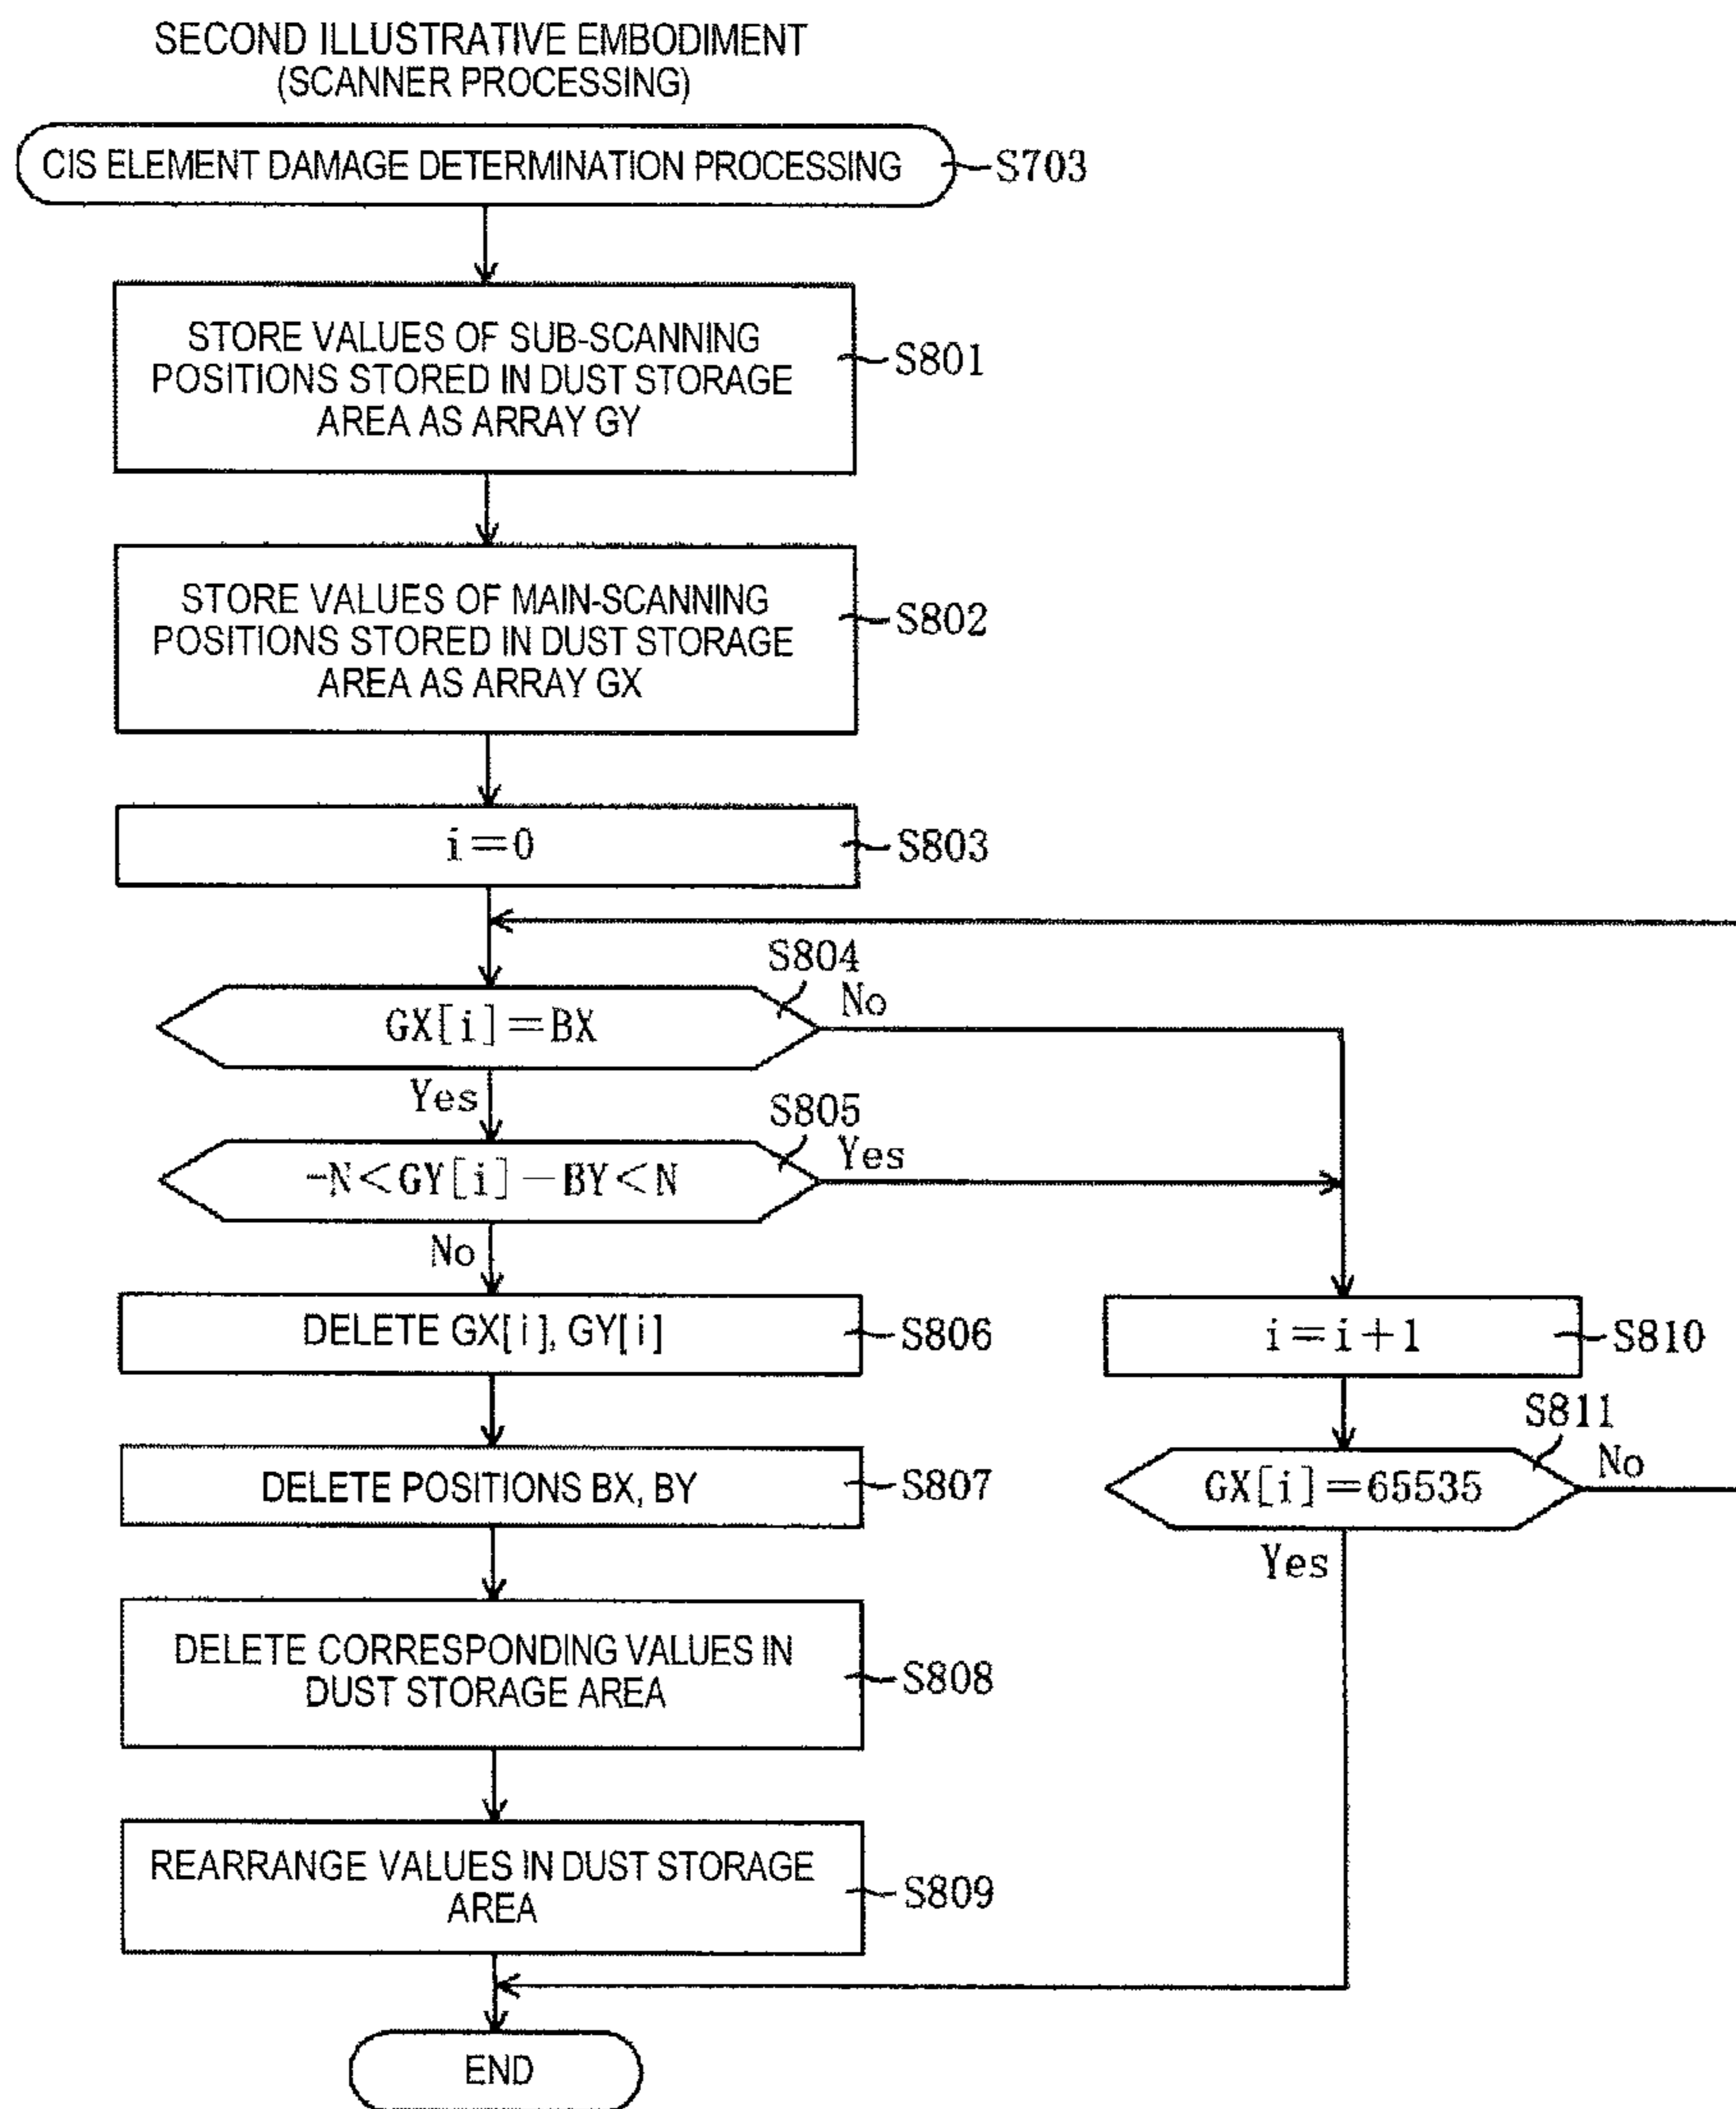 SECOND ILLUSTRATIVE EMBODIMENT
(SCANNER PROCESSING)
CIS ELEMENT DAMAGE DETERMINATION PROCESSING
S703
STORE VALUES OF SUB-SCANNING
POSITIONS STORED IN DUST STORAGE
AREA AS ARRAY GY
S801
STORE VALUES OF MAIN-SCANNING
POSITIONS STORED IN DUST STORAGE
AREA AS ARRAY GX
S802
i=0
S803
S804
GX[i]=BX
No
Yes
S805
-N<GY[i]-BY<N
Yes
No
DELETE GX[i], GY[i]
S806
i=i+1
S810
DELETE POSITIONS BX, BY
S807
S811
GX[i]=65535
No
Yes
DELETE CORRESPONDING VALUES IN
DUST STORAGE AREA
S808
REARRANGE VALUES IN DUST STORAGE
AREA
S809
END